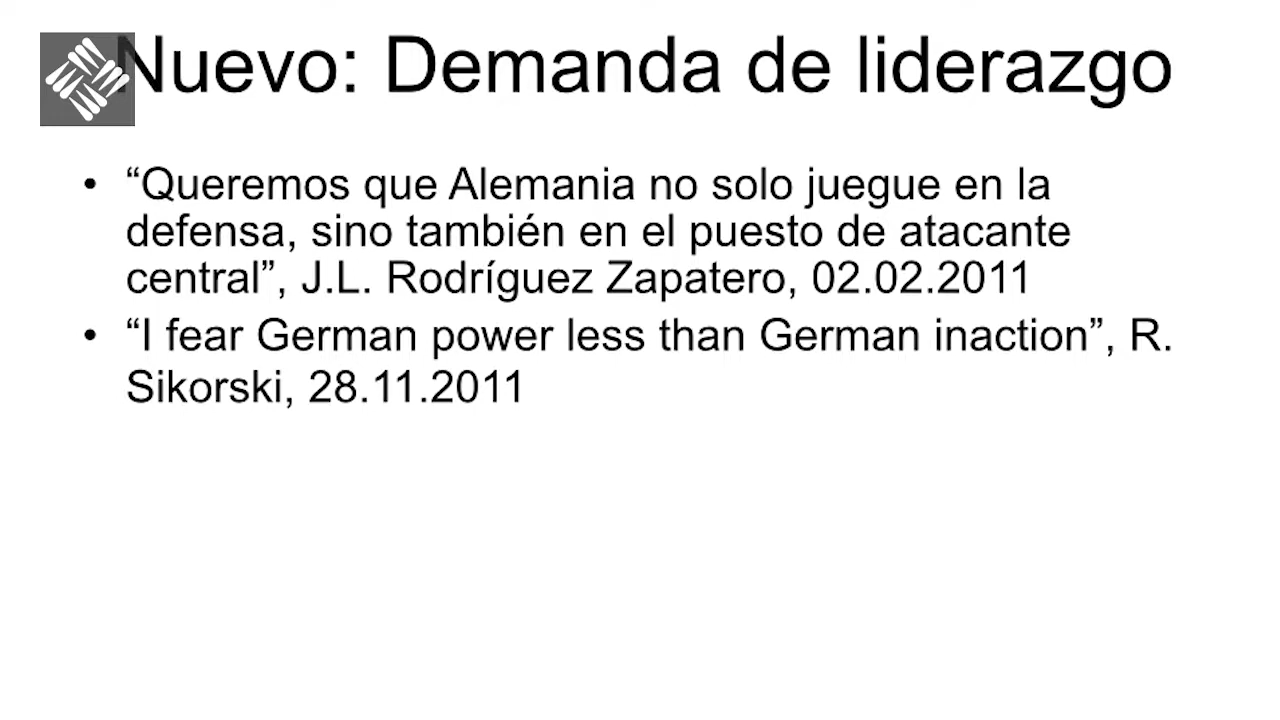 Nuevo: Demanda de liderazgo
• “Queremos que Alemania no solo juegue en la
defensa, sino también en el puesto de atacante
central”, J.L. Rodríguez Zapatero, 02.02.2011
• “I fear German power less than German inaction”, R.
Sikorski, 28.11.2011